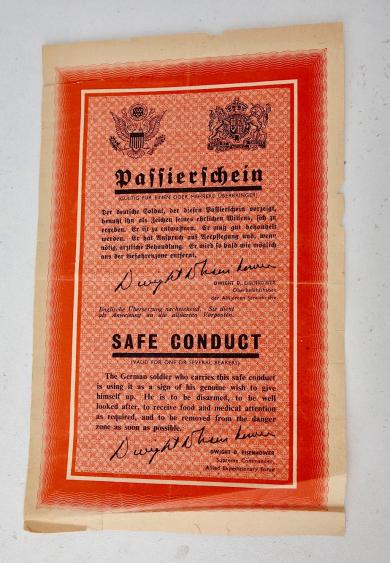 Passierschein
(GÜLTIG FÜR EINEN ODER MEHRERE ÜBERBRINGER)
Der deutsche Soldat, der diesen Passierschein vorzeigt,
benutzt ihn als Zeichen seines ehrlichen Willens, sich zu
ergeben. Er ist zu entwaffnen. Er muß gut behandelt
werden. Er hat Anspruch auf Verpflegung und, wenn
nötig, ärztliche Behandlung. Er wird so bald wie möglich
aus der Gefahrenzone entfernt.
Dwight D Eisenhower
DWIGHT D. EISENHOWER
Oberbefehlshaber
der Alliierten Streitkräfte
Englische Übersetzung nachstehend. Sie dient
als Anweisung an die alliierten Vorposten.
SAFE CONDUCT
(VALID FOR ONE OR SEVERAL BEARERS)
The German soldier who carries this safe conduct
is using it as a sign of his genuine wish to give
himself up. He is to be disarmed, to be well
looked after, to receive food and medical attention
as required, and to be removed from the danger
zone as soon as possible.
Dwight D Eisenhower
DWIGHT D. EISENHOWER
Supreme Commander,
Allied Expeditionary Force